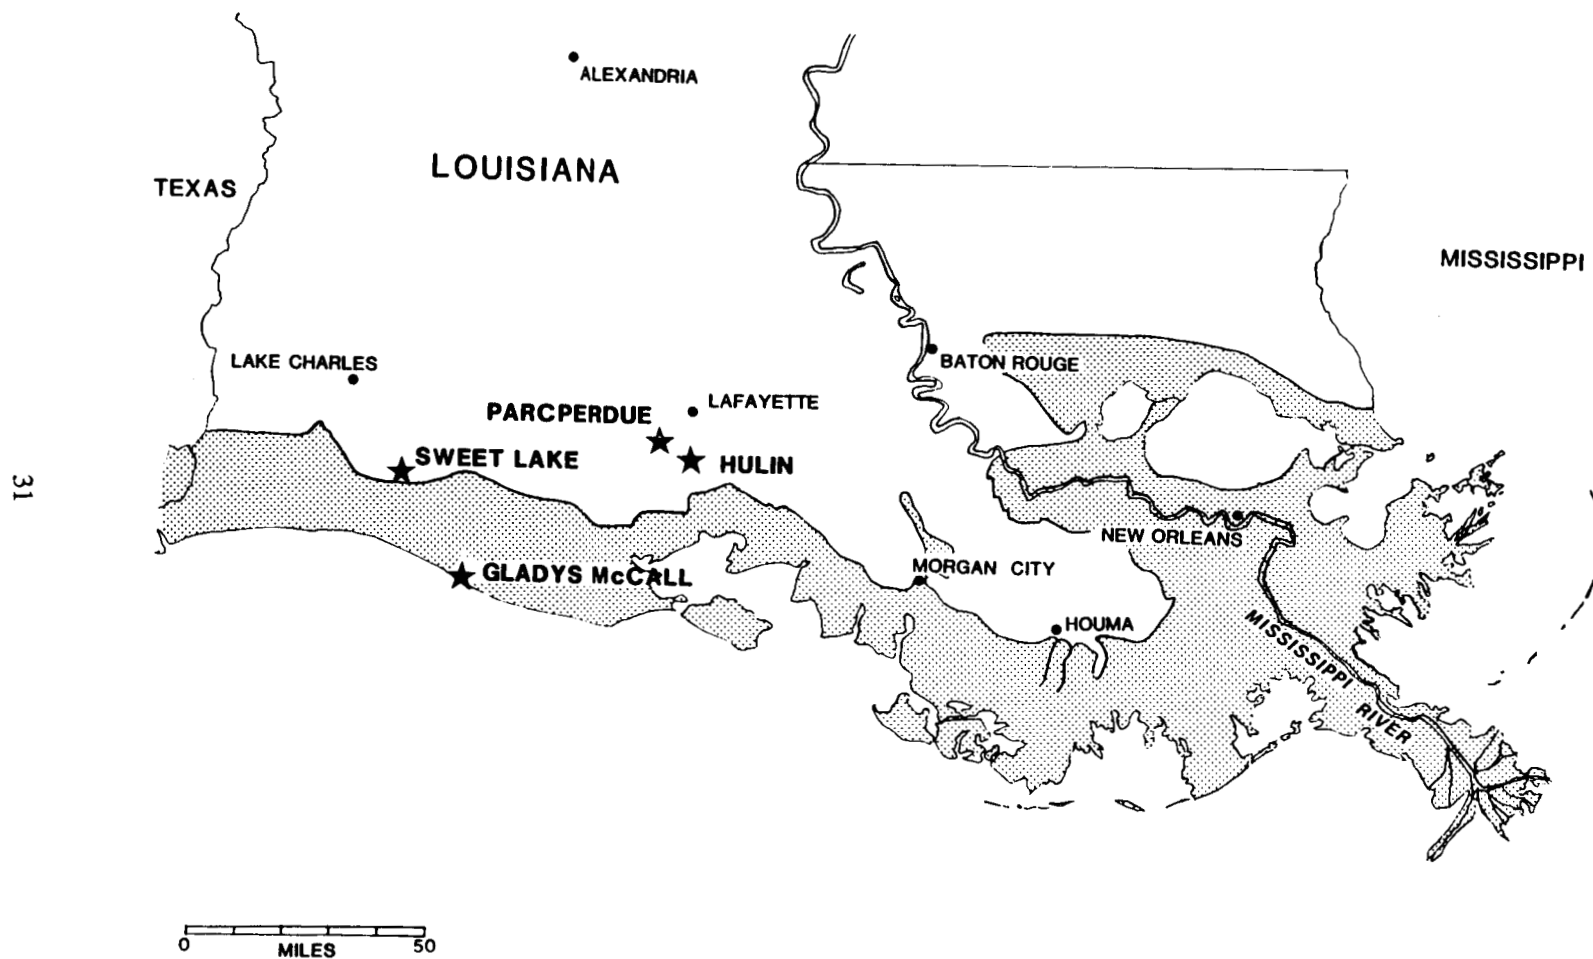 ALEXANDRIA
LOUISIANA
TEXAS
MISSISSIPPI
LAKE CHARLES
BATON ROUGE
PARCPERDUE
LAFAYETTE
SWEET LAKE
HULIN
31
NEW ORLEANS
MORGAN CITY
GLADYS McCALL
HOUMA
MISSISSIPPI RIVER
0 50
MILES